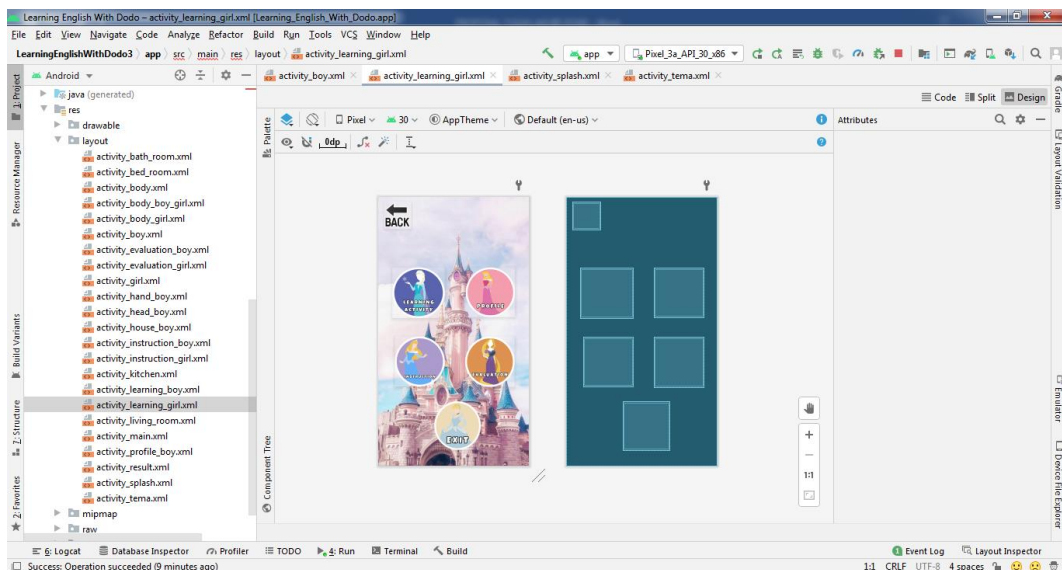 Learning English With Dodo – activity_learning_girl.xml [Learning_English_With_Dodo.app]
File Edit View Navigate Code Analyze Refactor Build Run Tools VCS Window Help
LearningEnglishWithDodo3 app src main res layout activity_learning_girl.xml app Pixel_3a_API_30_x86
Android activity_boy.xml activity_learning_girl.xml activity_splash.xml activity_tema.xml
1: Project
Resource Manager
Build Variants
7: Structure
2: Favorites
java (generated)
res
drawable
layout
activity_bath_room.xml
activity_bed_room.xml
activity_body.xml
activity_body_boy_girl.xml
activity_body_girl.xml
activity_boy.xml
activity_evaluation_boy.xml
activity_evaluation_girl.xml
activity_girl.xml
activity_hand_boy.xml
activity_head_boy.xml
activity_house_boy.xml
activity_instruction_boy.xml
activity_instruction_girl.xml
activity_kitchen.xml
activity_learning_boy.xml
activity_learning_girl.xml
activity_living_room.xml
activity_main.xml
activity_profile_boy.xml
activity_result.xml
activity_splash.xml
activity_tema.xml
mipmap
raw
Code Split Design
Palette
Pixel 30 AppTheme Default (en-us)
0dp
Component Tree
BACK
LEARNING
ACTIVITY
PROFILE
EVALUATION
EXIT
1:1
Attributes
Gradle
Layout Validation
Emulator
Device File Explorer
6: Logcat Database Inspector Profiler TODO 4: Run Terminal Build Event Log Layout Inspector
Success: Operation succeeded (9 minutes ago) 1:1 CRLF UTF-8 4 spaces